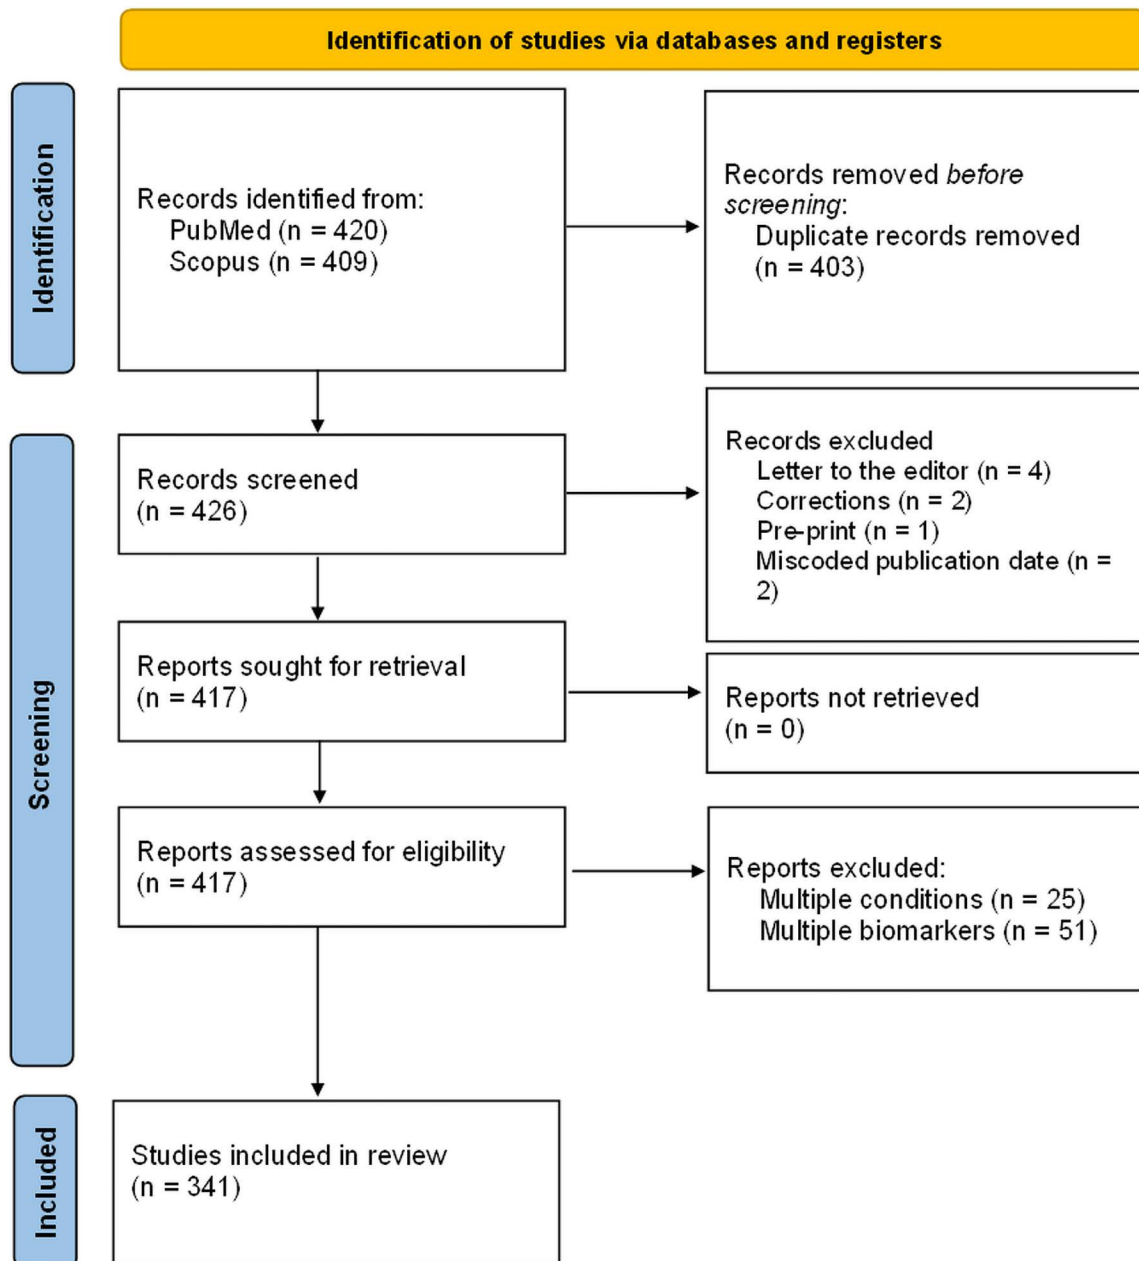 Identification of studies via databases and registers
Identification
Records identified from:
PubMed (n = 420)
Scopus (n = 409)
Records removed before
screening:
Duplicate records removed
(n = 403)
Screening
Records screened
(n = 426)
Records excluded
Letter to the editor (n = 4)
Corrections (n = 2)
Pre-print (n = 1)
Miscoded publication date (n =
2)
Reports sought for retrieval
(n = 417)
Reports not retrieved
(n = 0)
Reports assessed for eligibility
(n = 417)
Reports excluded:
Multiple conditions (n = 25)
Multiple biomarkers (n = 51)
Included
Studies included in review
(n = 341)